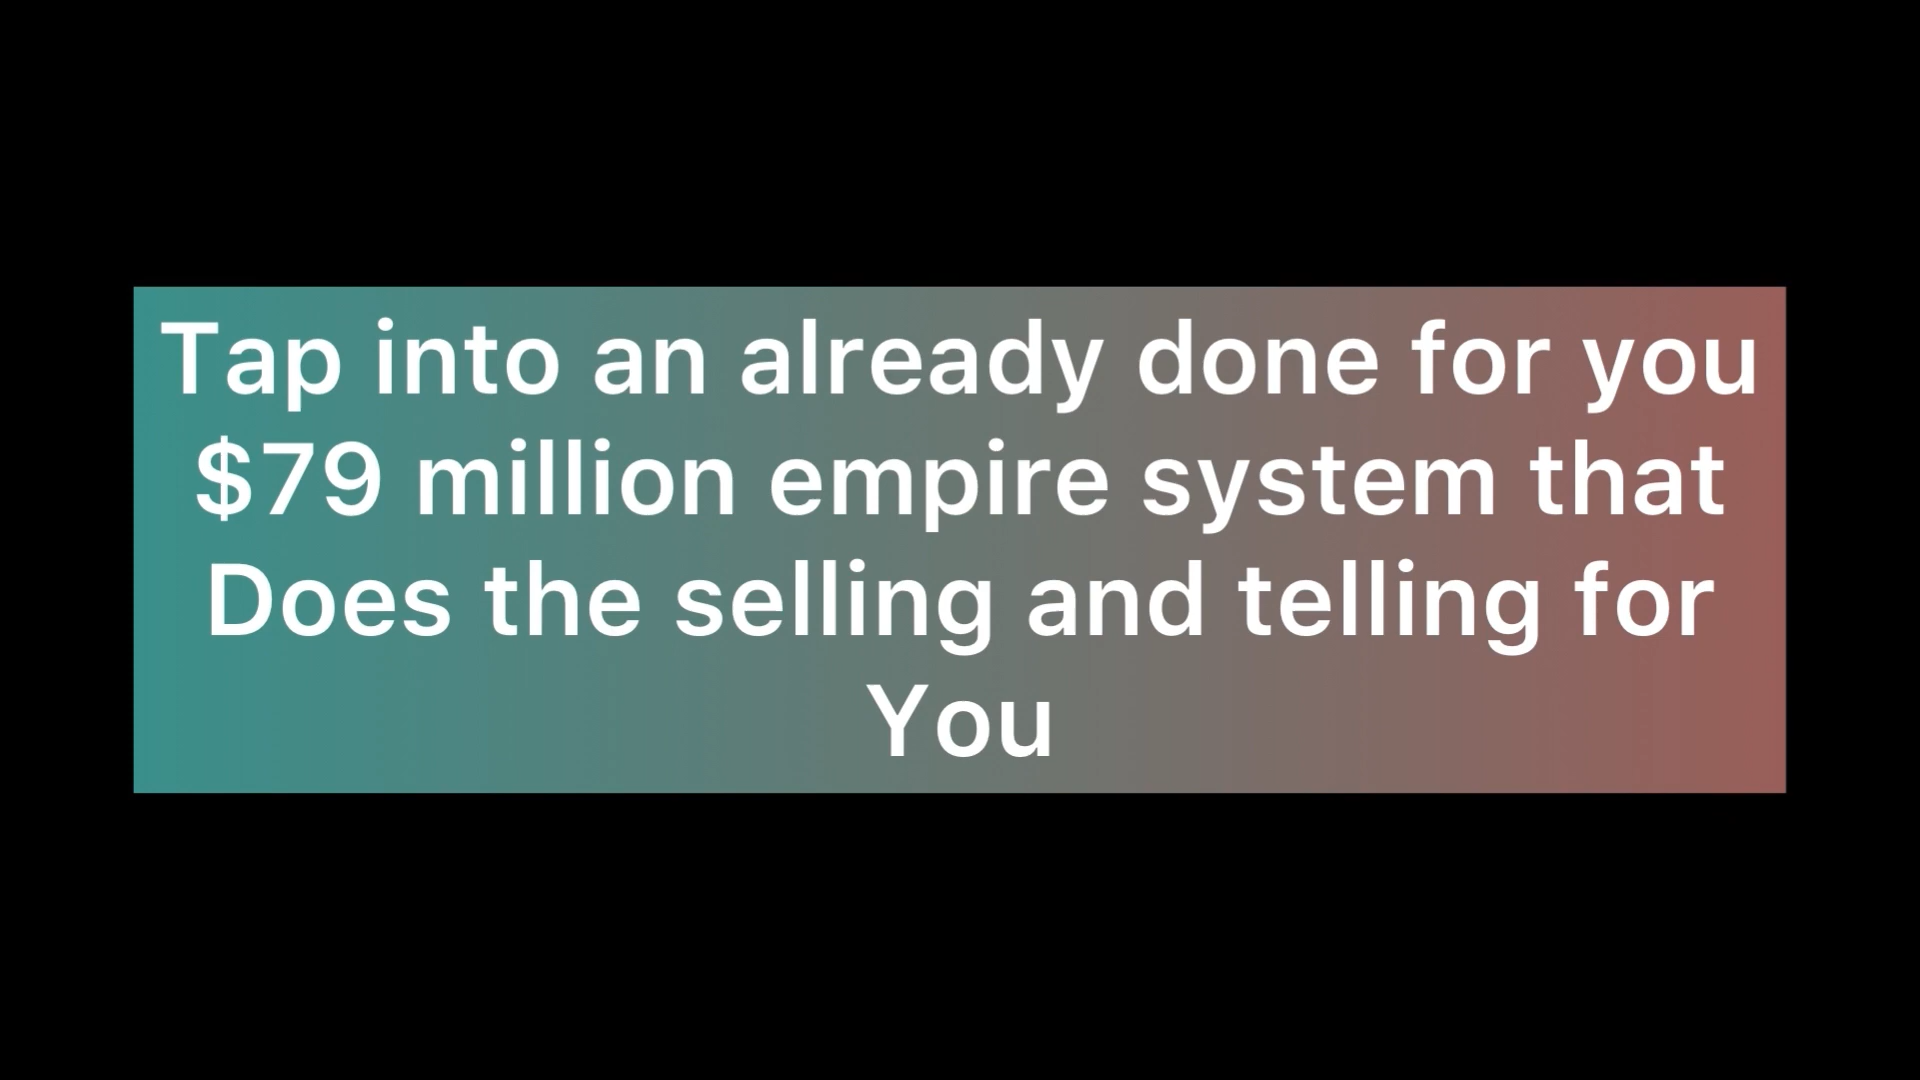 Tap into an already done for you
$79 million empire system that
Does the selling and telling for
You